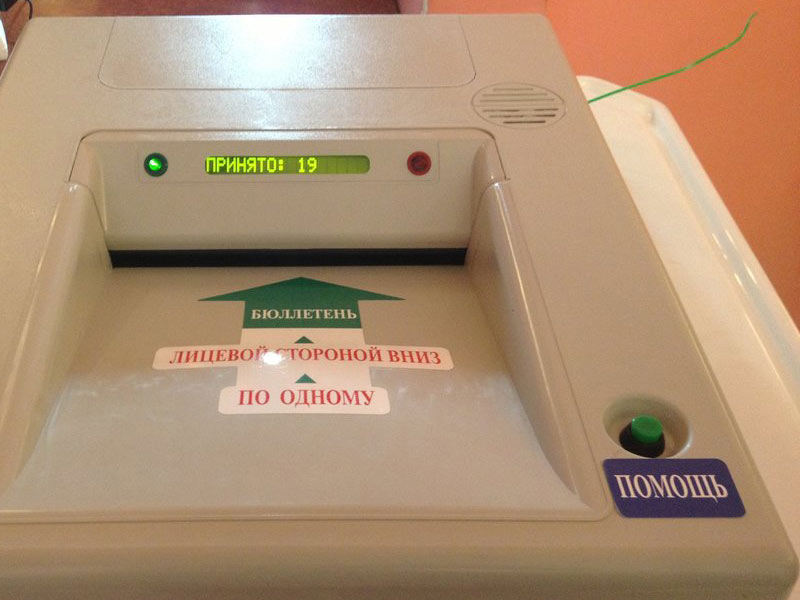 ПРИНЯТО: 19
БЮЛЛЕТЕНЬ
ЛИЦЕВОЙ СТОРОНОЙ ВНИЗ
ПО ОДНОМУ
ПОМОЩЬ